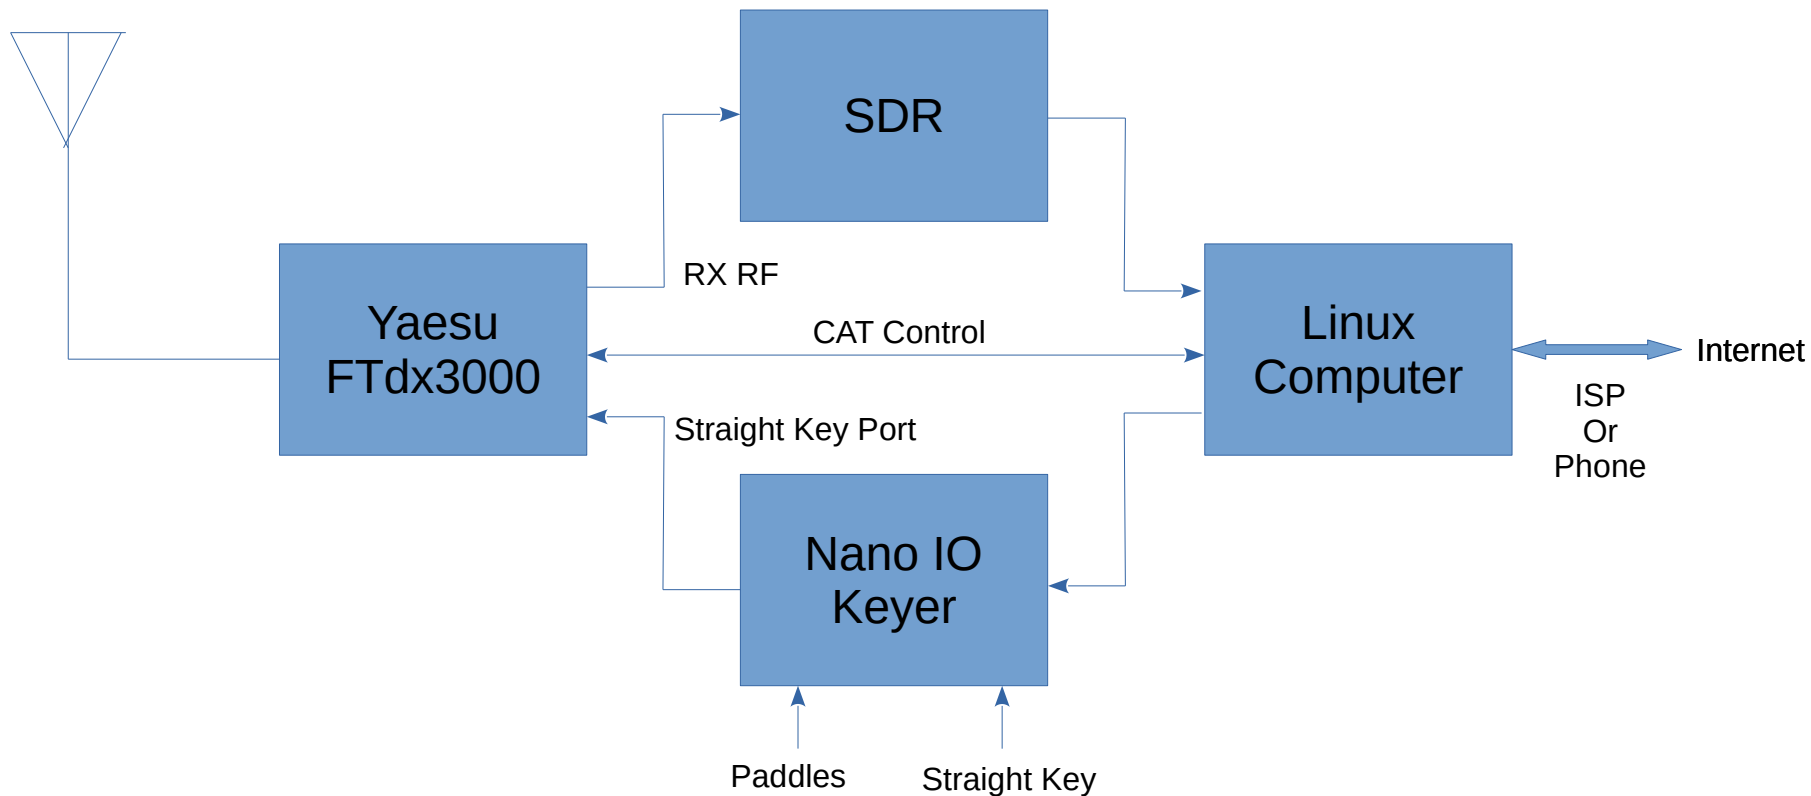 SDR
RX RF
Yaesu
FTdx3000
CAT Control
Linux
Computer
Internet
ISP
Or
Phone
Straight Key Port
Nano IO
Keyer
Paddles
Straight Key